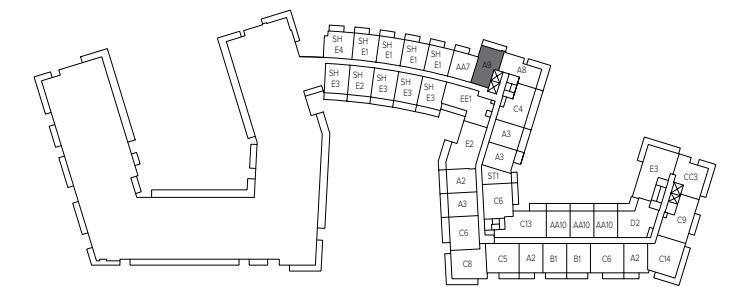 SH
E4
SH
E1
SH
E1
SH
E1
SH
E1
AA7
A9
A8
SH
E3
SH
E2
SH
E3
SH
E3
SH
E3
EE1
C4
A3
E2
A3
ST1
A2
C6
A3
C6
C13
AA10
AA10
AA10
D2
E3
CC3
C9
C8
C5
A2
B1
B1
C6
A2
C14